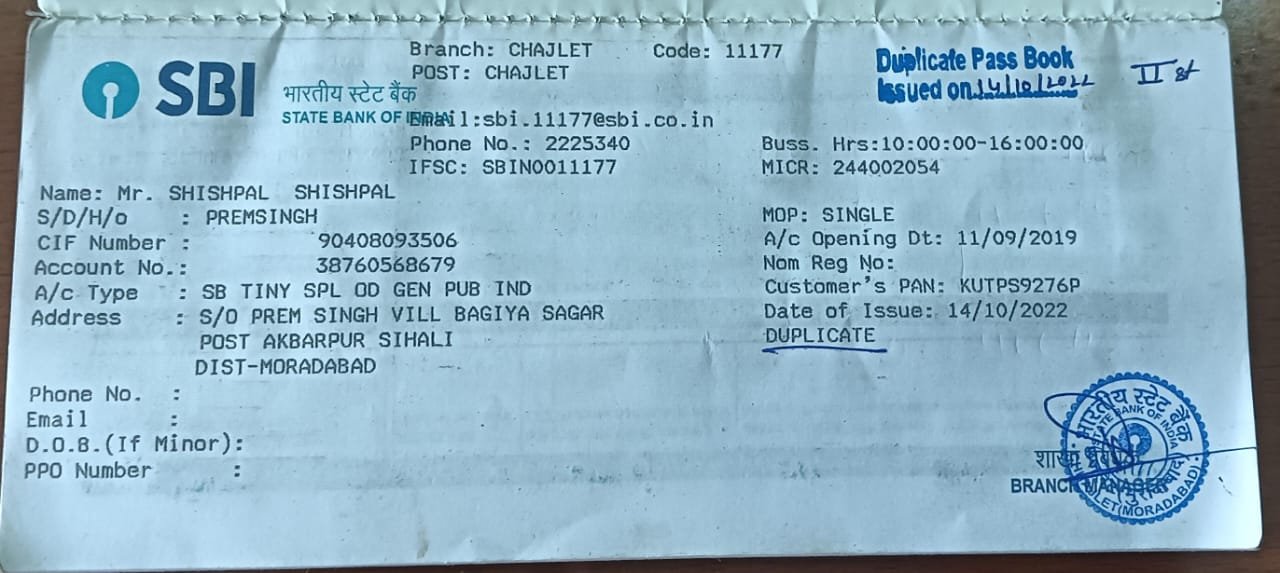 SBI
भारतीय स्टेट बैंक
STATE BANK OF INDIA
Branch: CHAJLET Code: 11177
POST: CHAJLET
Email:sbi.11177@sbi.co.in
Phone No.: 2225340
IFSC: SBIN0011177
Duplicate Pass Book
Issued on 14/10/2022
II st
Buss. Hrs:10:00:00-16:00:00
MICR: 244002054
Name: Mr. SHISHPAL SHISHPAL
S/D/H/o : PREMSINGH
CIF Number : 90408093506
Account No.: 38760568679
A/c Type : SB TINY SPL OD GEN PUB IND
Address : S/O PREM SINGH VILL BAGIYA SAGAR
POST AKBARPUR SIHALI
DIST-MORADABAD
Phone No. :
Email :
D.O.B.(If Minor):
PPO Number :
MOP: SINGLE
A/c Opening Dt: 11/09/2019
Nom Reg No:
Customer's PAN: KUTPS9276P
Date of Issue: 14/10/2022
DUPLICATE
भारतीय स्टेट बैंक
STATE BANK OF INDIA
शाखा
BRANCH MANAGER
(MORADABAD)